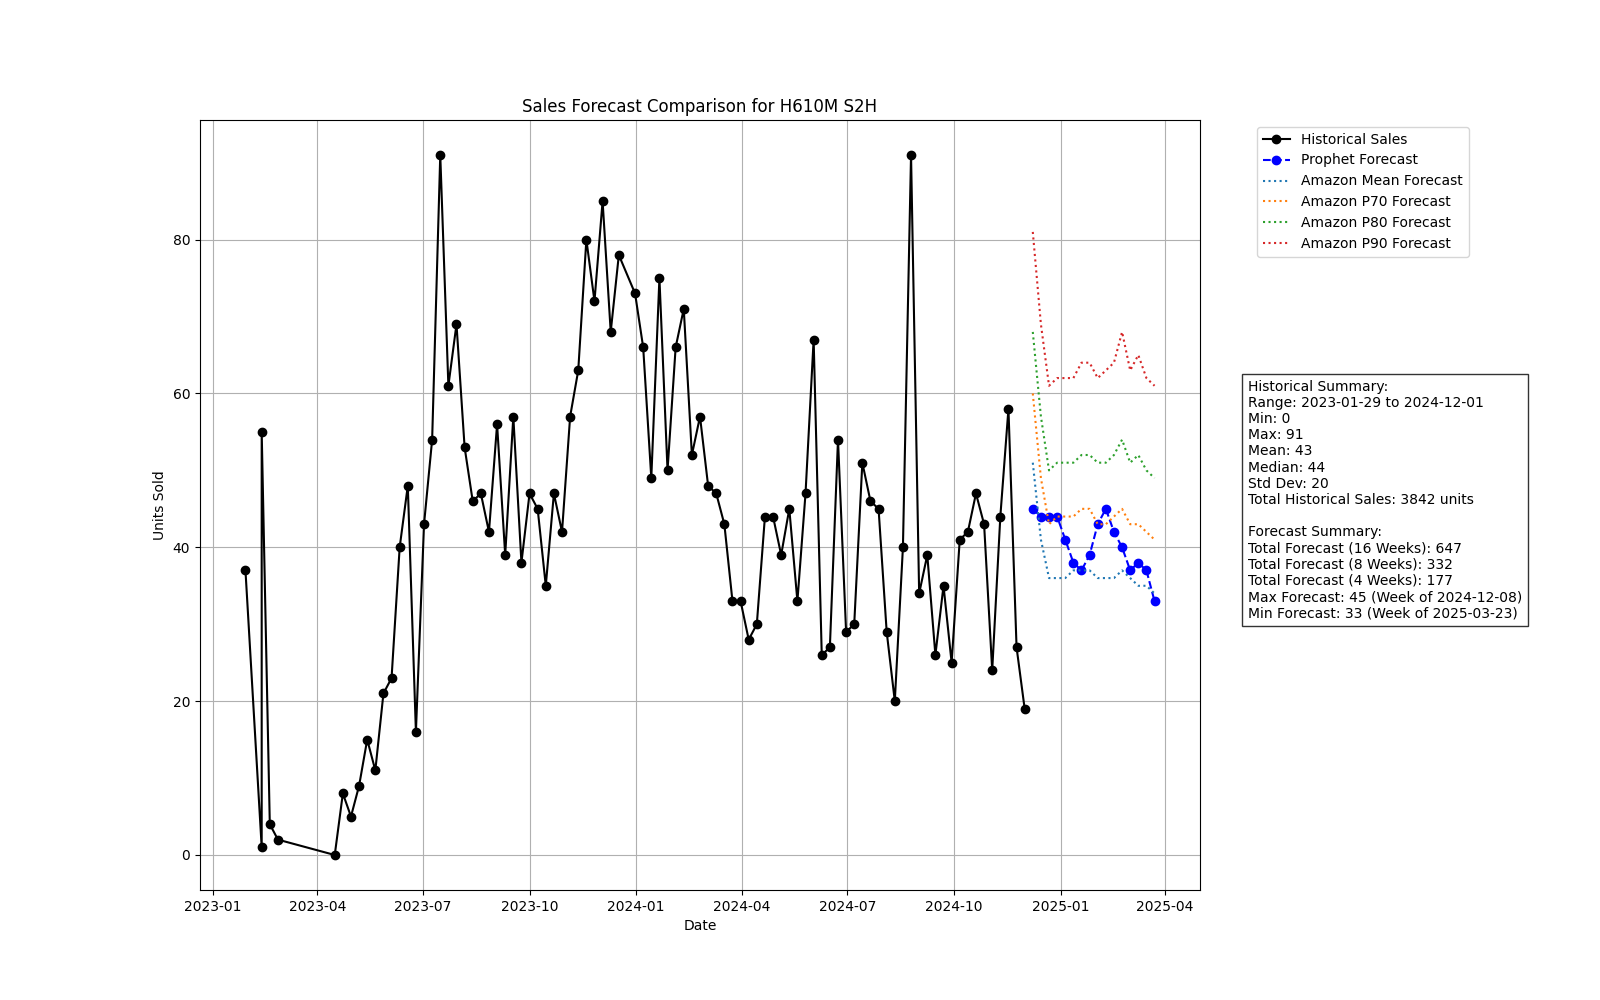 Sales Forecast Comparison for H610M S2H
Historical Sales
Prophet Forecast
Amazon Mean Forecast
Amazon P70 Forecast
Amazon P80 Forecast
Amazon P90 Forecast
Units Sold
80
60
40
20
0
2023-01
2023-04
2023-07
2023-10
2024-01
2024-04
2024-07
2024-10
2025-01
2025-04
Date
Historical Summary:
Range: 2023-01-29 to 2024-12-01
Min: 0
Max: 91
Mean: 43
Median: 44
Std Dev: 20
Total Historical Sales: 3842 units
Forecast Summary:
Total Forecast (16 Weeks): 647
Total Forecast (8 Weeks): 332
Total Forecast (4 Weeks): 177
Max Forecast: 45 (Week of 2024-12-08)
Min Forecast: 33 (Week of 2025-03-23)